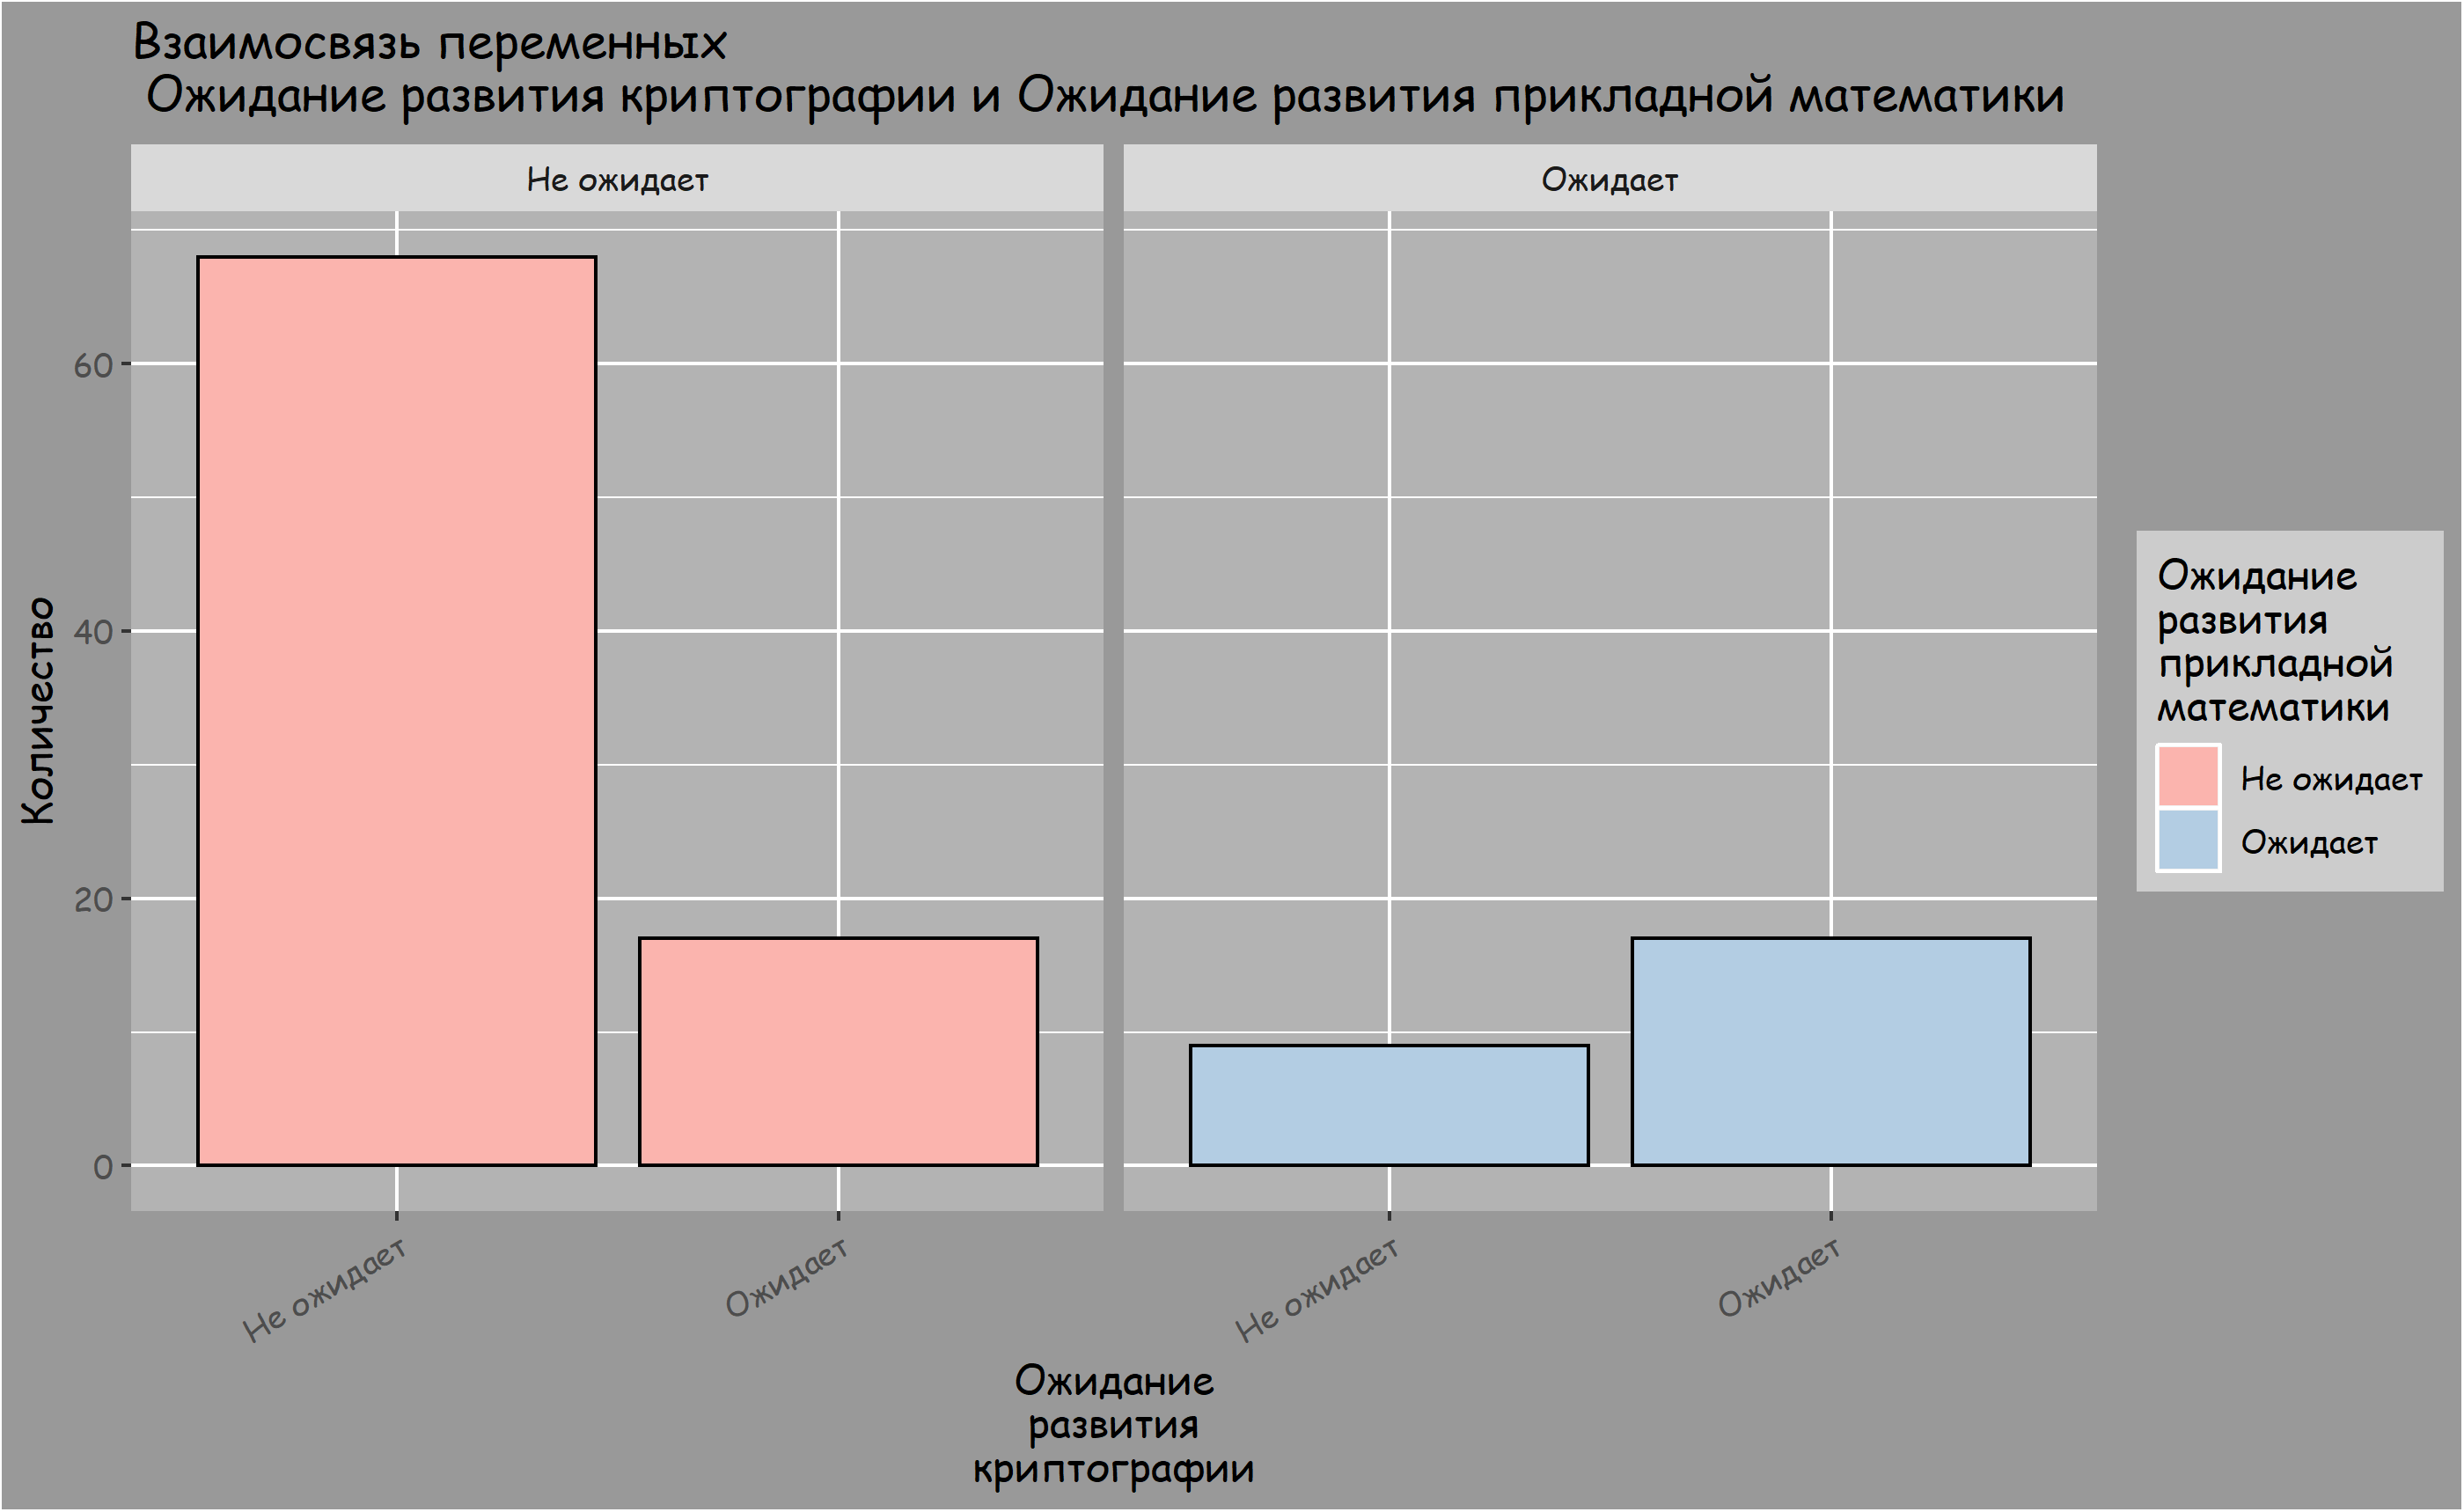 Взаимосвязь переменных
Ожидание развития криптографии и Ожидание развития прикладной математики
Не ожидает
Ожидает
Количество
60
40
20
0
Не ожидает
Ожидает
Не ожидает
Ожидает
Ожидание
развития
криптографии
Ожидание
развития
прикладной
математики
Не ожидает
Ожидает